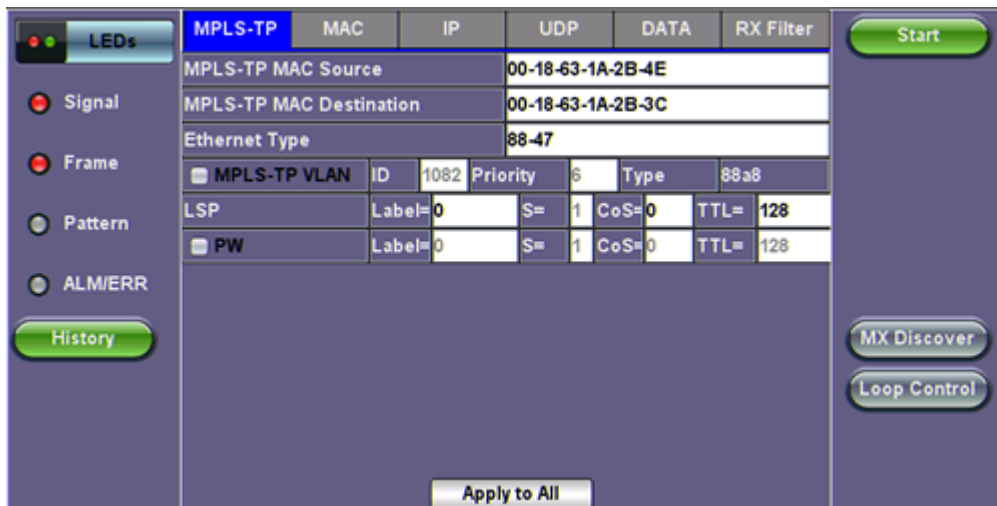 LEDs
Signal
Frame
Pattern
ALM/ERR
History
MPLS-TP MAC IP UDP DATA RX Filter
MPLS-TP MAC Source 00-18-63-1A-2B-4E
MPLS-TP MAC Destination 00-18-63-1A-2B-3C
Ethernet Type 88-47
MPLS-TP VLAN ID 1082 Priority 6 Type 88a8
LSP Label= 0 S= 1 CoS= 0 TTL= 128
PW Label= 0 S= 1 CoS= 0 TTL= 128
Apply to All
Start
MX Discover
Loop Control